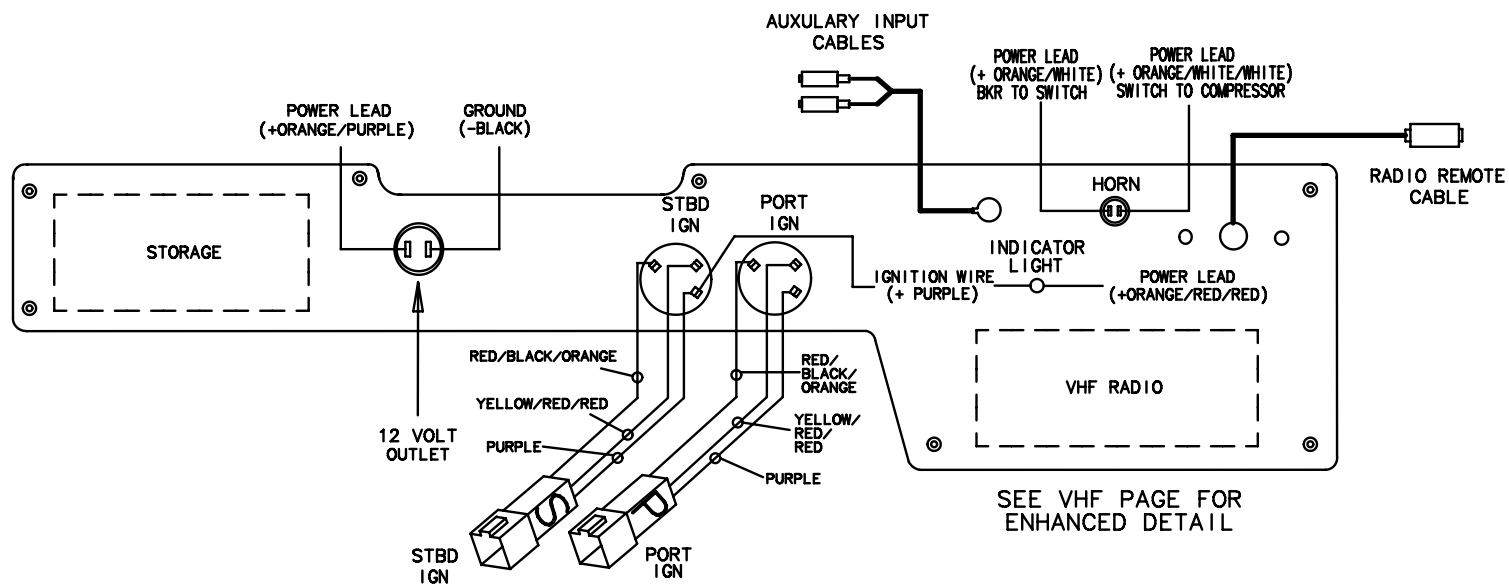 AUXULARY INPUT
CABLES
POWER LEAD
(+ ORANGE/WHITE)
BKR TO SWITCH
POWER LEAD
(+ ORANGE/WHITE/WHITE)
SWITCH TO COMPRESSOR
POWER LEAD
(+ORANGE/PURPLE)
GROUND
(-BLACK)
RADIO REMOTE
CABLE
HORN
STBD
IGN
PORT
IGN
STORAGE
INDICATOR
LIGHT
IGNITION WIRE
(+ PURPLE)
POWER LEAD
(+ORANGE/RED/RED)
RED/BLACK/ORANGE
RED/
BLACK/
ORANGE
VHF RADIO
YELLOW/RED/RED
YELLOW/
RED/
RED
12 VOLT
OUTLET
PURPLE
PURPLE
S
P
SEE VHF PAGE FOR
ENHANCED DETAIL
STBD
IGN
PORT
IGN